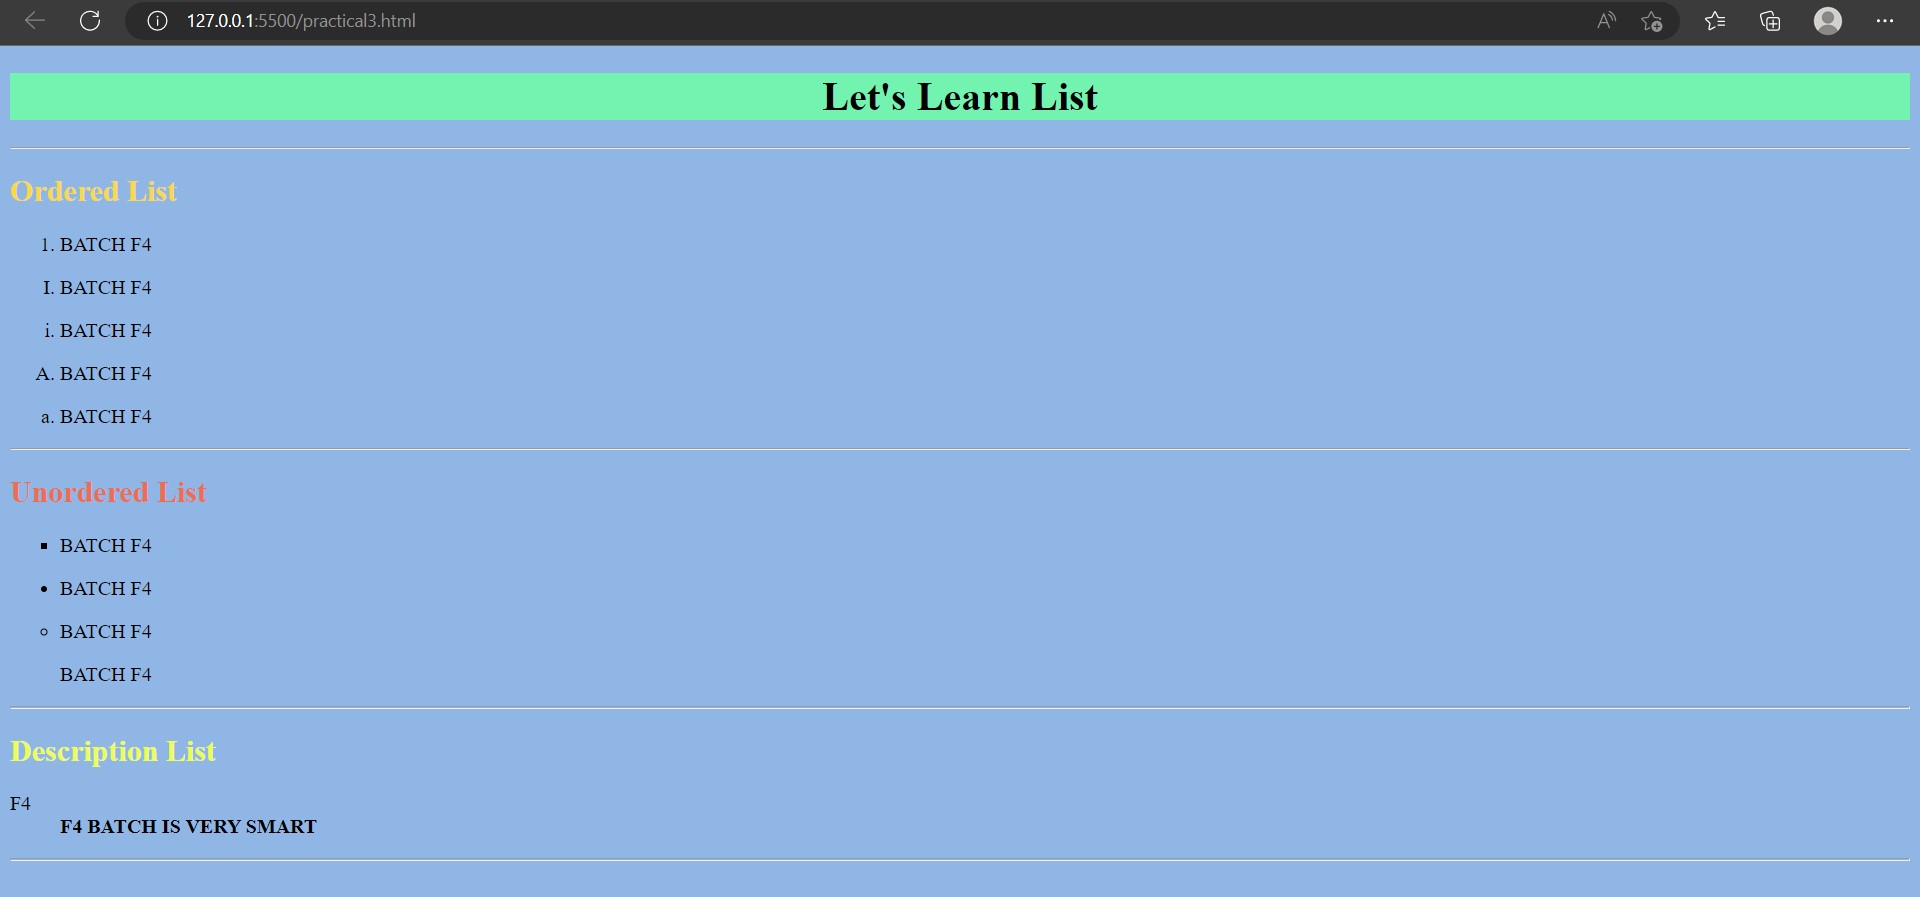 127.0.0.1:5500/practical3.html
Let's Learn List
Ordered List
1. BATCH F4
I. BATCH F4
i. BATCH F4
A. BATCH F4
a. BATCH F4
Unordered List
▪ BATCH F4
• BATCH F4
◦ BATCH F4
BATCH F4
Description List
F4
F4 BATCH IS VERY SMART